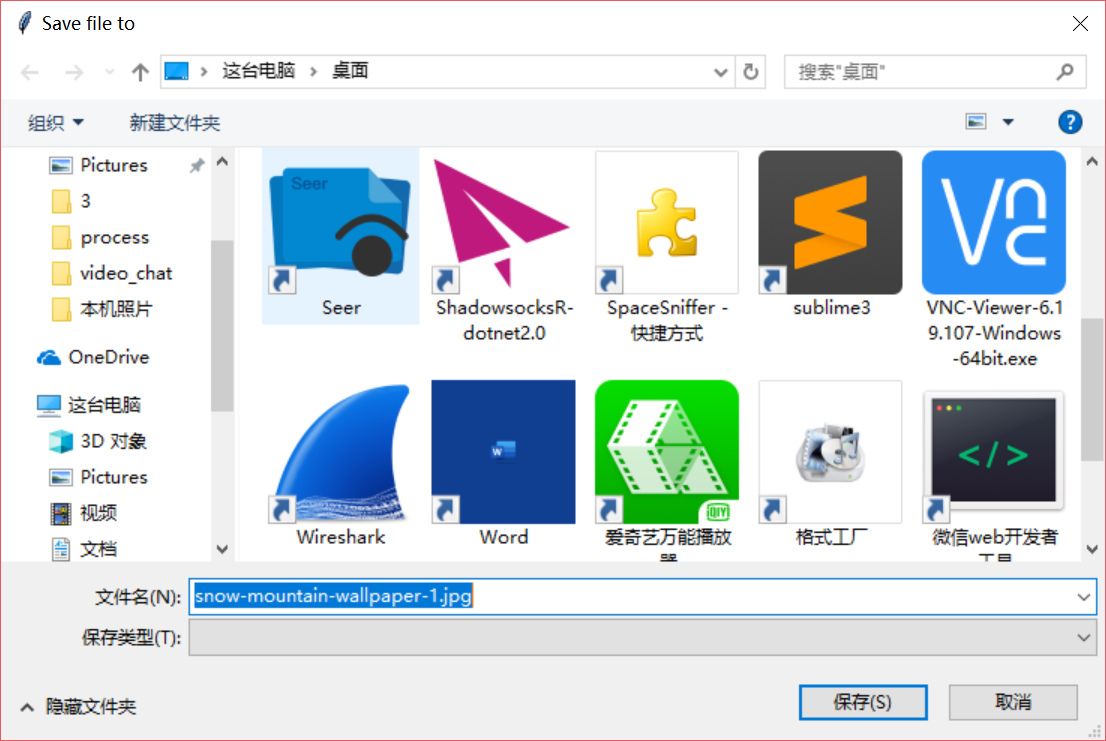 Save file to
这台电脑 › 桌面
搜索"桌面"
组织
新建文件夹
Pictures
3
process
video_chat
本机照片
OneDrive
这台电脑
3D 对象
Pictures
视频
文档
Seer
Seer
ShadowsocksR-
dotnet2.0
SpaceSniffer -
快捷方式
sublime3
VNC-Viewer-6.1
9.107-Windows
-64bit.exe
Wireshark
Word
爱奇艺万能播放
器
格式工厂
微信web开发者
工具
文件名(N):
snow-mountain-wallpaper-1.jpg
保存类型(T):
隐藏文件夹
保存(S)
取消